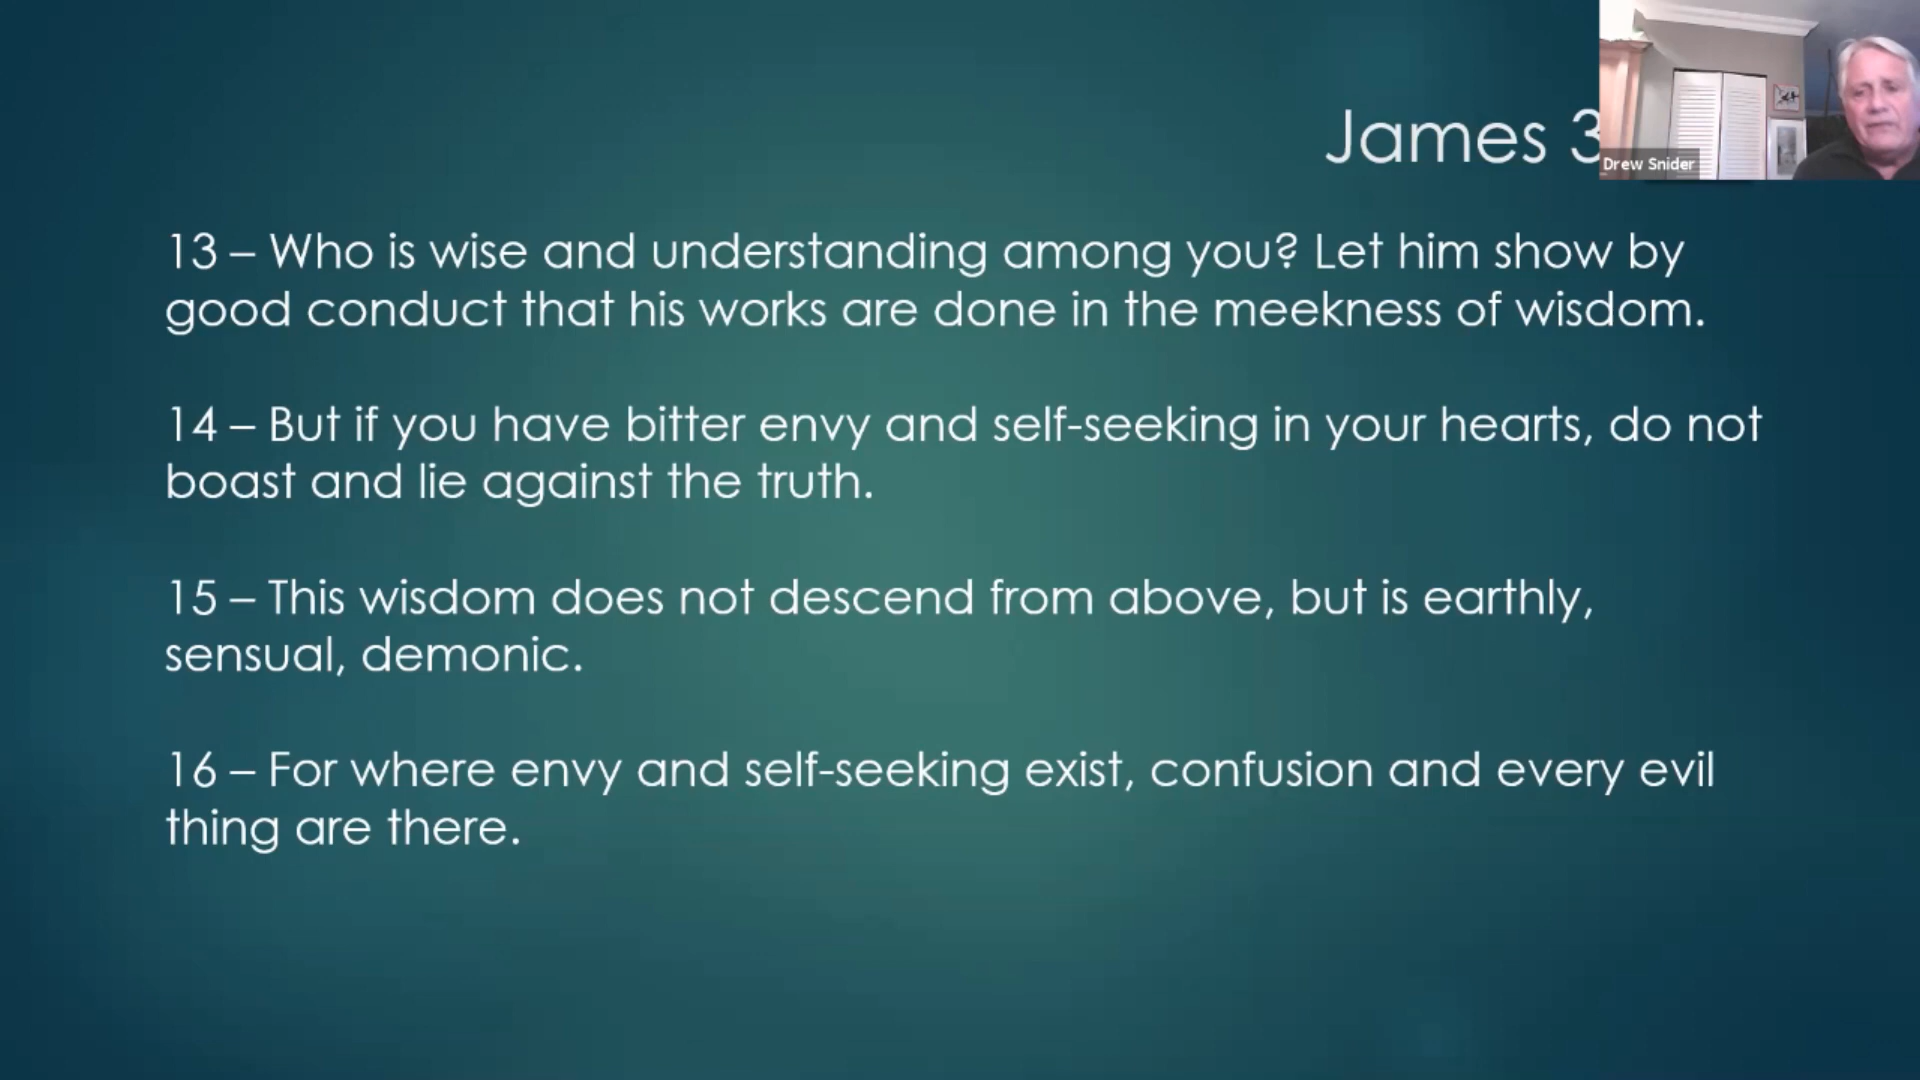 James 3
Drew Snider
13 – Who is wise and understanding among you? Let him show by
good conduct that his works are done in the meekness of wisdom.
14 – But if you have bitter envy and self-seeking in your hearts, do not
boast and lie against the truth.
15 – This wisdom does not descend from above, but is earthly,
sensual, demonic.
16 – For where envy and self-seeking exist, confusion and every evil
thing are there.